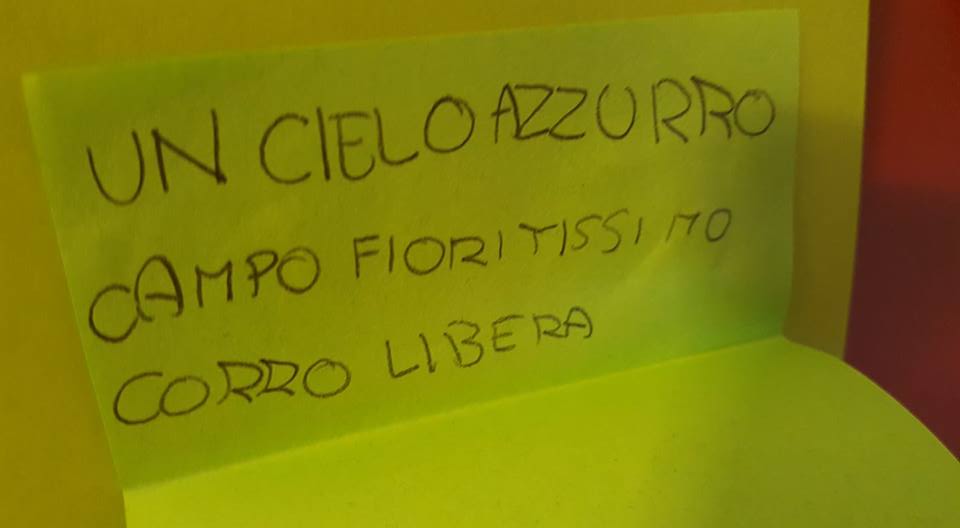 UN CIELO AZZURRO
CAMPO FIORITISSIMO
CORRO LIBERA